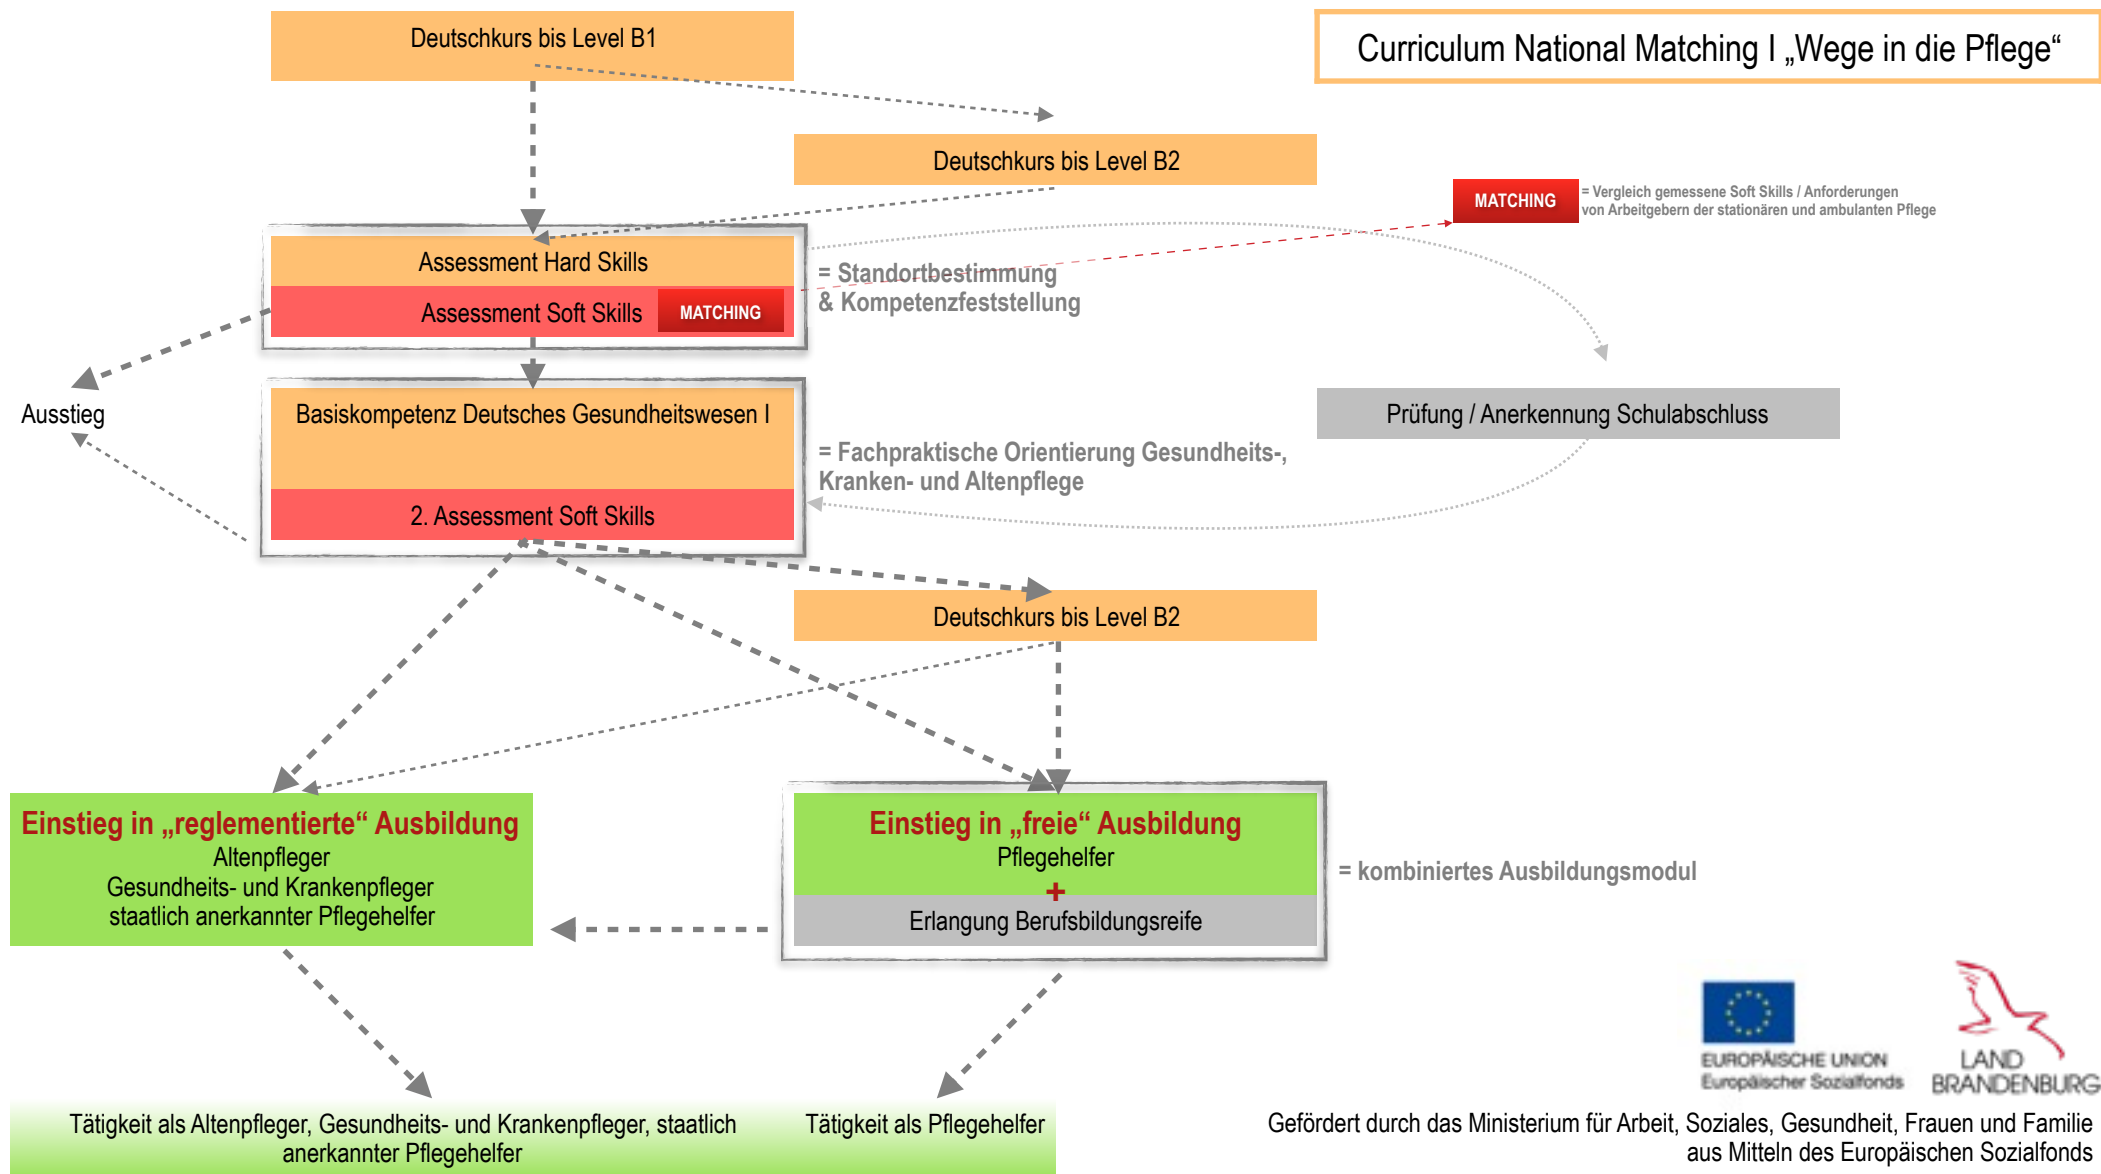 Deutschkurs bis Level B1
Curriculum National Matching I „Wege in die Pflege“
Deutschkurs bis Level B2
MATCHING
= Vergleich gemessene Soft Skills / Anforderungen
von Arbeitgebern der stationären und ambulanten Pflege
Assessment Hard Skills
Assessment Soft Skills
MATCHING
= Standortbestimmung
& Kompetenzfeststellung
Ausstieg
Basiskompetenz Deutsches Gesundheitswesen I
2. Assessment Soft Skills
= Fachpraktische Orientierung Gesundheits-,
Kranken- und Altenpflege
Prüfung / Anerkennung Schulabschluss
Deutschkurs bis Level B2
Einstieg in „reglementierte“ Ausbildung
Altenpfleger
Gesundheits- und Krankenpfleger
staatlich anerkannter Pflegehelfer
Einstieg in „freie“ Ausbildung
Pflegehelfer
+
Erlangung Berufsbildungsreife
= kombiniertes Ausbildungsmodul
EUROPÄISCHE UNION
Europäischer Sozialfonds
LAND
BRANDENBURG
Tätigkeit als Altenpfleger, Gesundheits- und Krankenpfleger, staatlich
anerkannter Pflegehelfer
Tätigkeit als Pflegehelfer
Gefördert durch das Ministerium für Arbeit, Soziales, Gesundheit, Frauen und Familie
aus Mitteln des Europäischen Sozialfonds